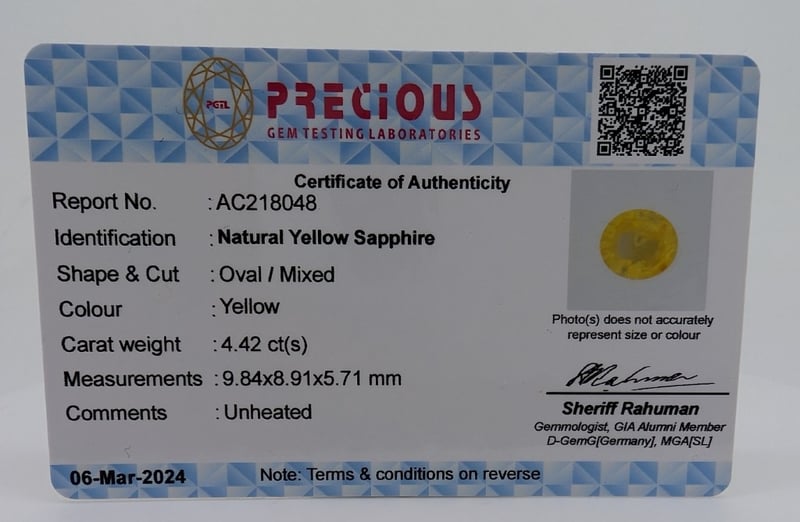 PGTL
PRECIOUS
GEM TESTING LABORATORIES
Certificate of Authenticity
Report No. : AC218048
Identification : Natural Yellow Sapphire
Shape & Cut : Oval / Mixed
Colour : Yellow
Carat weight : 4.42 ct(s)
Measurements : 9.84x8.91x5.71 mm
Comments : Unheated
Photo(s) does not accurately
represent size or colour
Sheriff Rahuman
Gemmologist, GIA Alumni Member
D-GemG[Germany], MGA[SL]
06-Mar-2024
Note: Terms & conditions on reverse